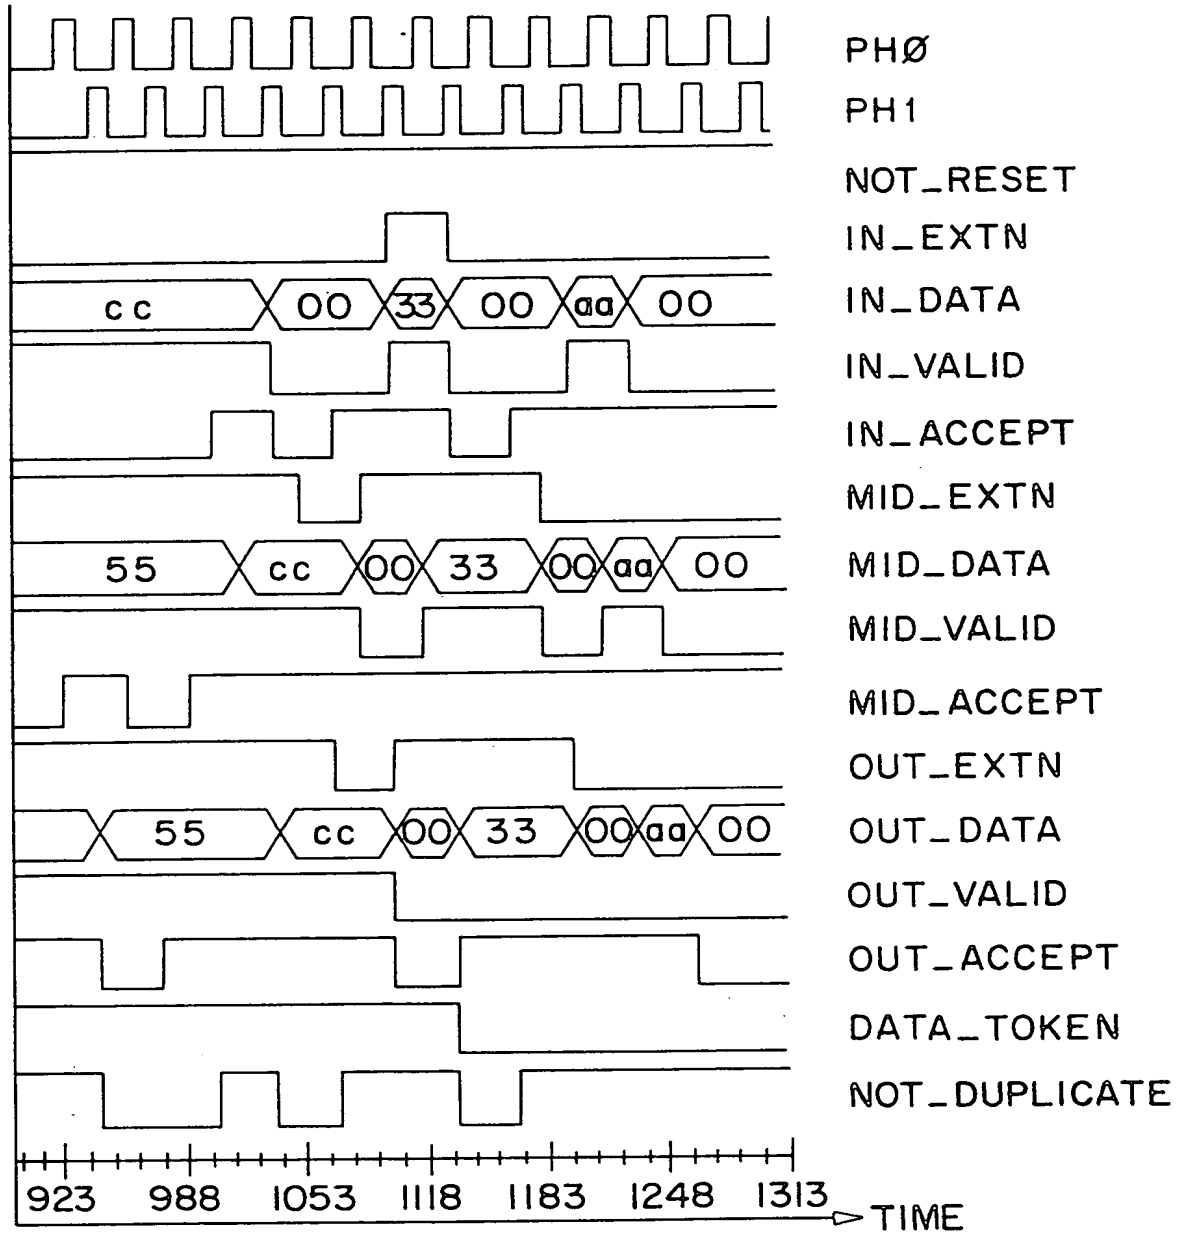 PHØ
PH1
NOT_RESET
IN_EXTN
cc 00 33 00 aa 00 IN_DATA
IN_VALID
IN_ACCEPT
MID_EXTN
55 cc 00 33 00 aa 00 MID_DATA
MID_VALID
MID_ACCEPT
OUT_EXTN
55 cc 00 33 00 aa 00 OUT_DATA
OUT_VALID
OUT_ACCEPT
DATA_TOKEN
NOT_DUPLICATE
923 988 1053 1118 1183 1248 1313
TIME